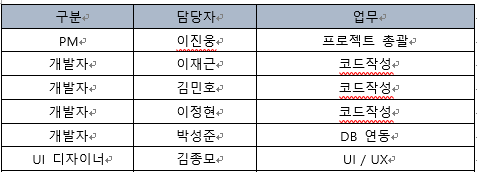 구분 담당자 업무
PM 이진웅 프로젝트 총괄
개발자 이재근 코드작성
개발자 김민호 코드작성
개발자 이정현 코드작성
개발자 박성준 DB 연동
UI 디자이너 김종모 UI / UX